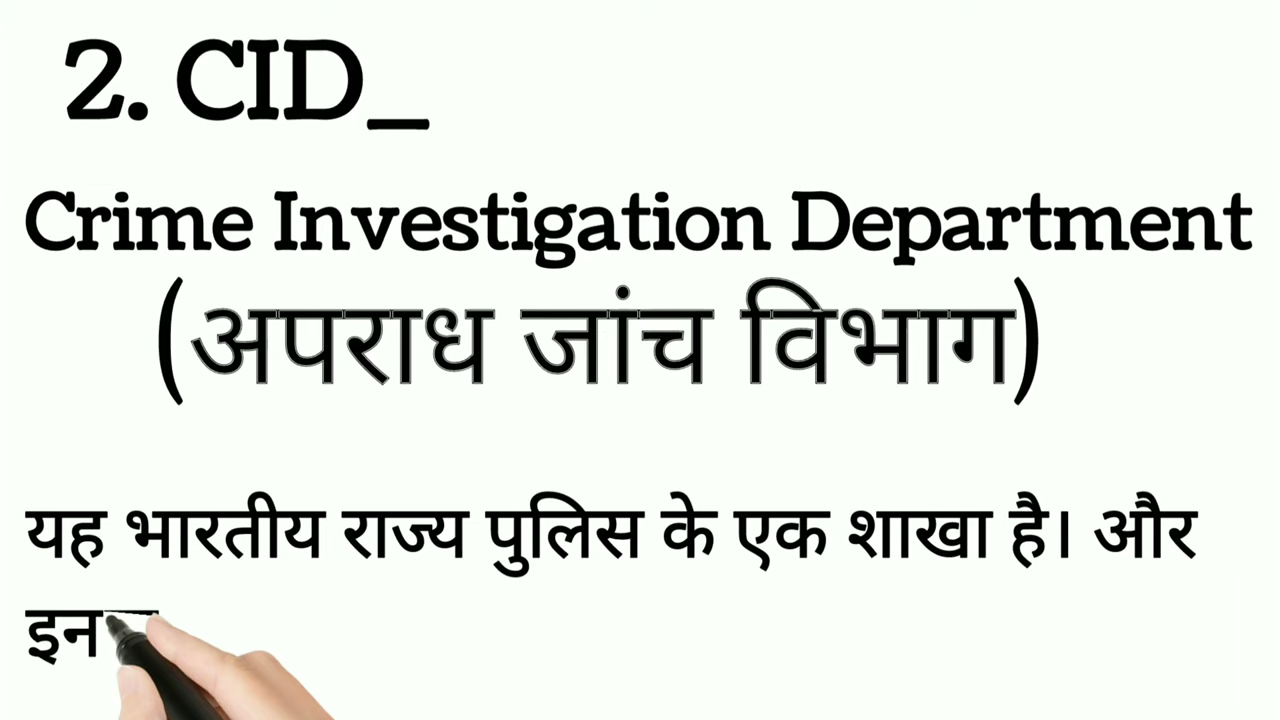 2. CID_
Crime Investigation Department
(अपराध जांच विभाग)
यह भारतीय राज्य पुलिस के एक शाखा है। और